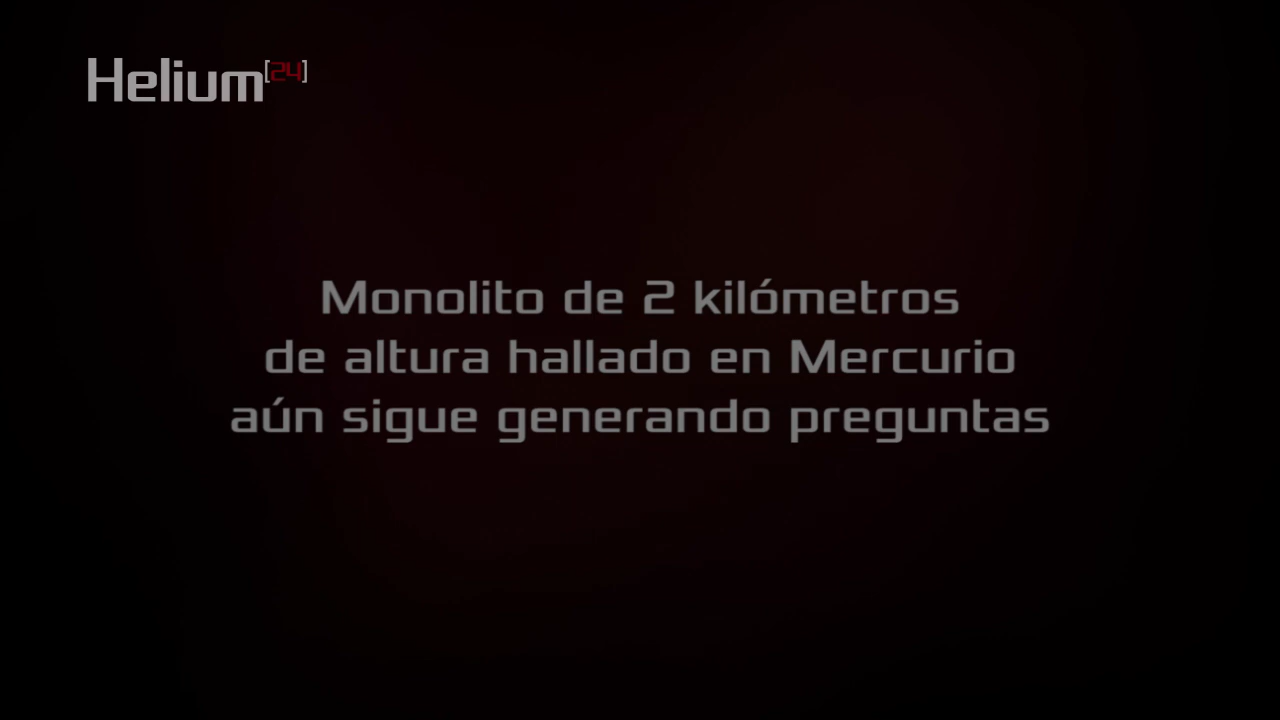 Helium[24]
Monolito de 2 kilómetros
de altura hallado en Mercurio
aún sigue generando preguntas